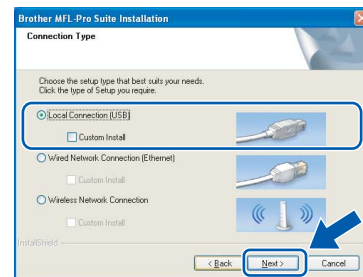 Brother MFL-Pro Suite Installation
Connection Type
Choose the setup type that best suits your needs.
Click the type of Setup you require.
Local Connection (USB)
Custom Install
Wired Network Connection (Ethernet)
Custom Install
Wireless Network Connection
Custom Install
InstallShield
< Back
Next >
Cancel